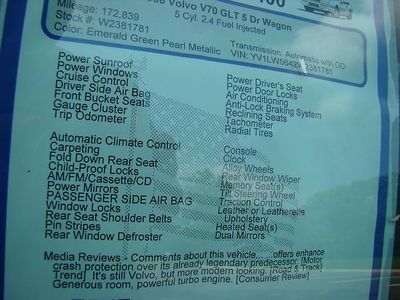 Volvo V70 GLT 5 Dr Wagon
Mileage: 172,839
5 Cyl. 2.4 Fuel Injected
Stock #: W2381781
Color: Emerald Green Pearl Metallic
Transmission: Automatic with OD
VIN: YV1LW5642W2381781
Power Sunroof
Power Windows
Cruise Control
Driver Side Air Bag
Front Bucket Seats
Gauge Cluster
Trip Odometer
Power Driver's Seat
Power Door Locks
Air Conditioning
Anti-Lock Braking System
Reclining Seats
Tachometer
Radial Tires
Automatic Climate Control
Carpeting
Fold Down Rear Seat
Child-Proof Locks
AM/FM/Cassette/CD
Power Mirrors
PASSENGER SIDE AIR BAG
Window Locks
Rear Seat Shoulder Belts
Pin Stripes
Rear Window Defroster
Console
Clock
Alloy Wheels
Rear Window Wiper
Memory Seat(s)
Tilt Steering Wheel
Traction Control
Leather or Leatherette
Upholstery
Heated Seat(s)
Dual Mirrors
Media Reviews - Comments about this vehicle... ...offers enhance
crash protection over its already legendary predecessor. [Motor
Trend] It's still Volvo, but more modern looking. [Road & Track]
Generous room, powerful turbo engine. [Consumer Review]